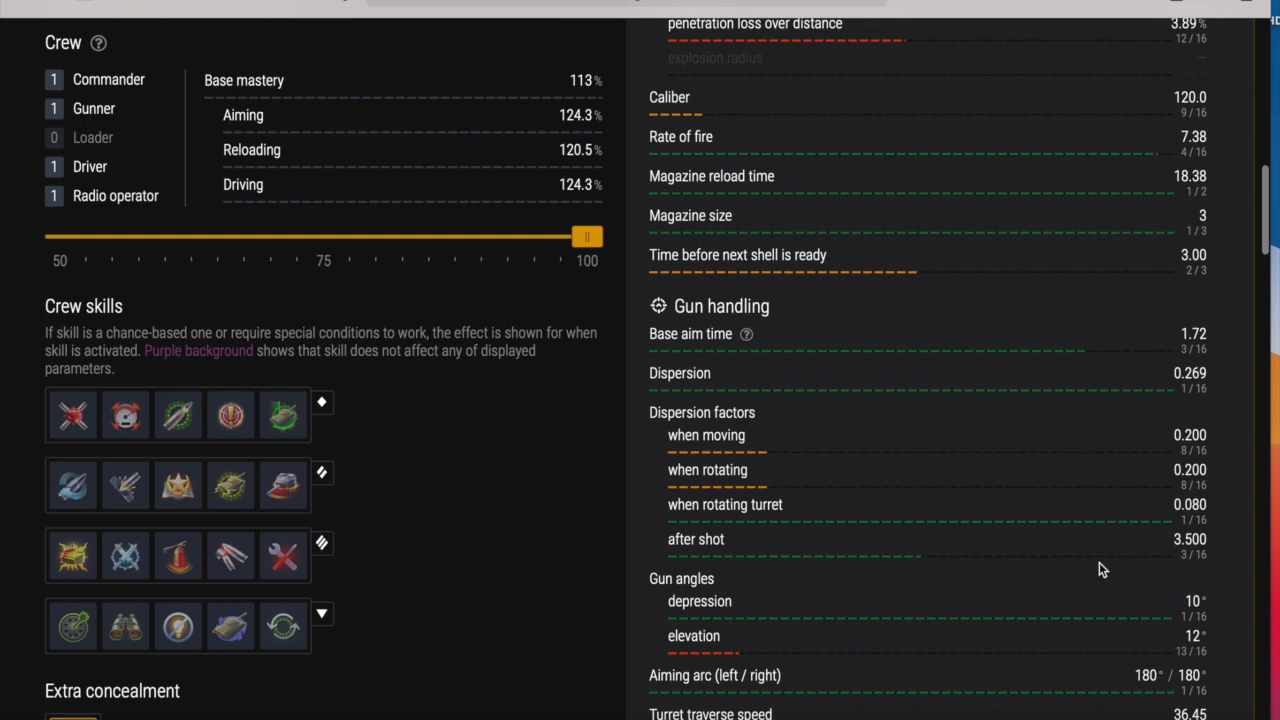 Crew ?
1 Commander
1 Gunner
0 Loader
1 Driver
1 Radio operator
Base mastery 113 %
Aiming 124.3 %
Reloading 120.5 %
Driving 124.3 %
50 75 100
Crew skills
If skill is a chance-based one or require special conditions to work, the effect is shown for when
skill is activated. Purple background shows that skill does not affect any of displayed
parameters.
Extra concealment
penetration loss over distance 3.89 %
12 / 16
explosion radius —
Caliber 120.0
9 / 16
Rate of fire 7.38
4 / 16
Magazine reload time 18.38
1 / 2
Magazine size 3
1 / 3
Time before next shell is ready 3.00
2 / 3
Gun handling
Base aim time ? 1.72
3 / 16
Dispersion 0.269
1 / 16
Dispersion factors
when moving 0.200
8 / 16
when rotating 0.200
8 / 16
when rotating turret 0.080
1 / 16
after shot 3.500
3 / 16
Gun angles
depression 10 °
1 / 16
elevation 12 °
13 / 16
Aiming arc (left / right) 180 ° / 180 °
1 / 16
Turret traverse speed 36.45